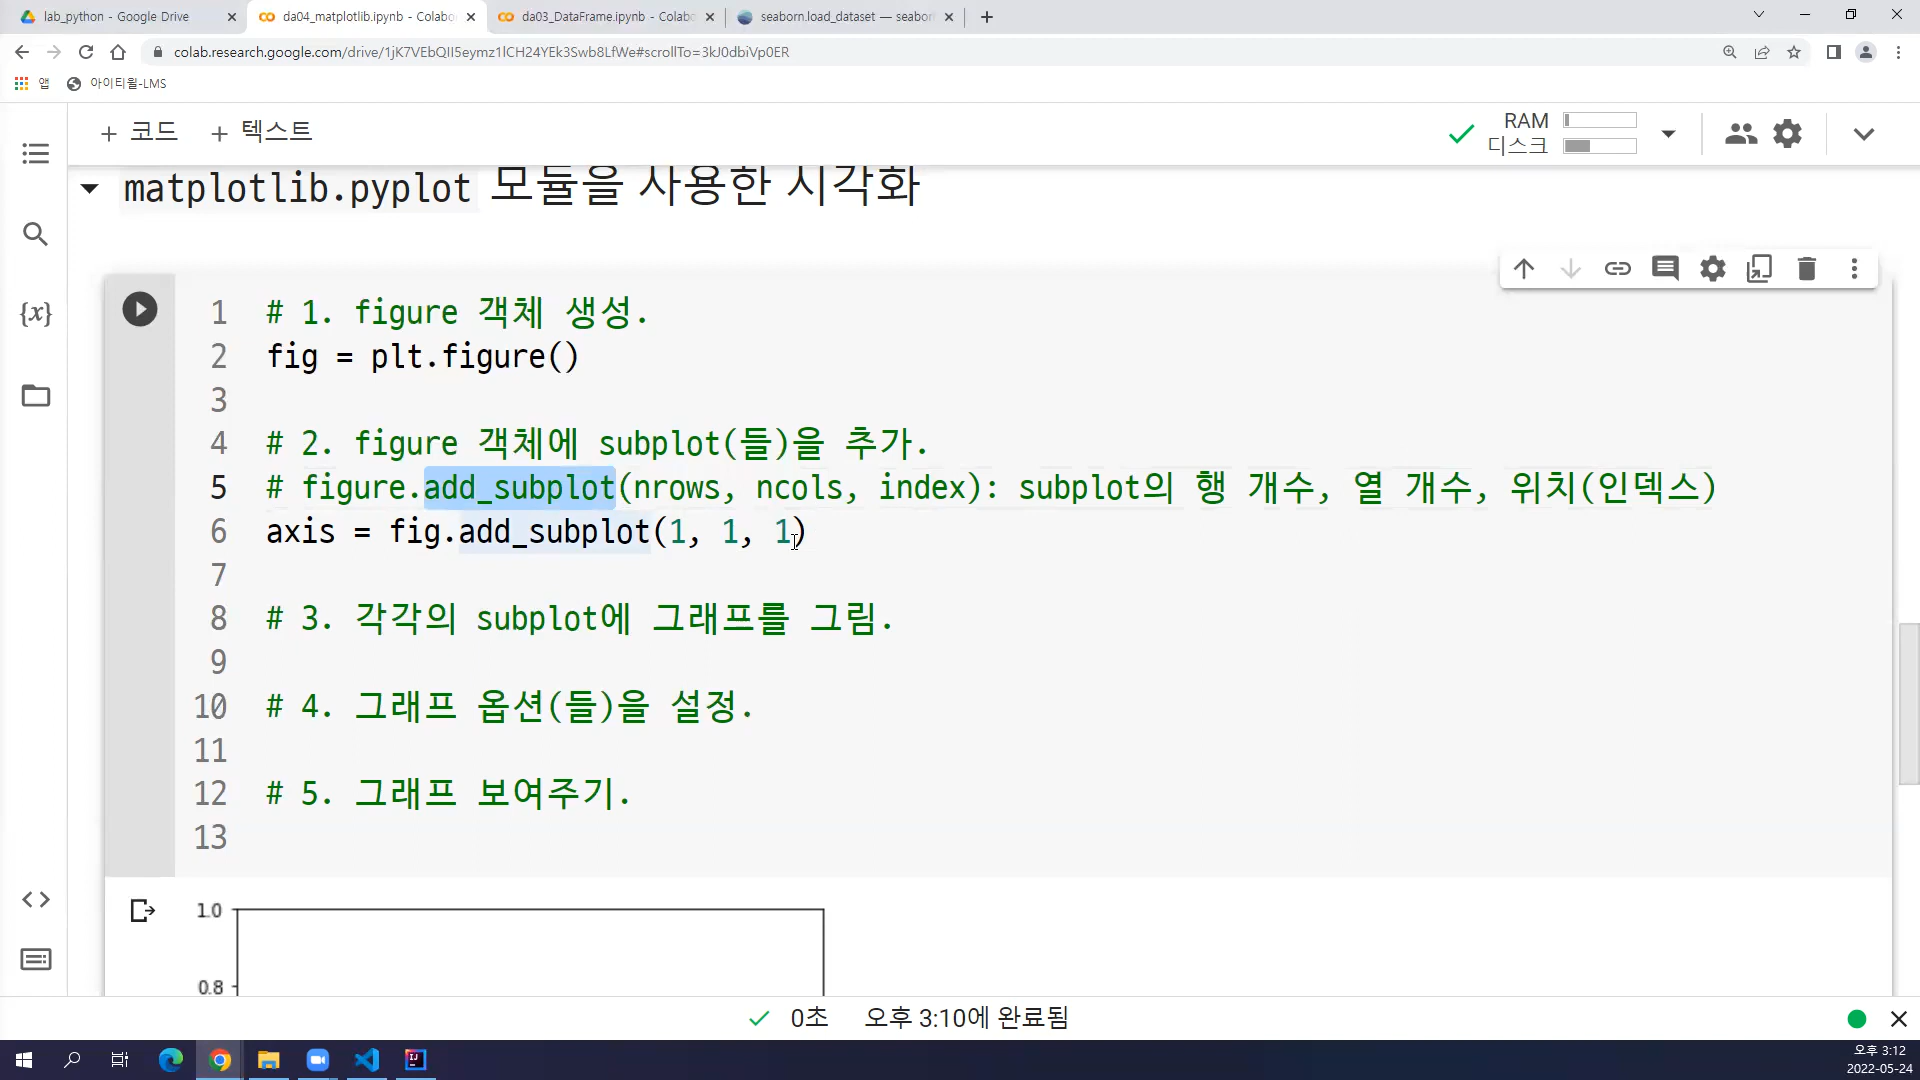 lab_python - Google Drive
da04_matplotlib.ipynb - Colabo
da03_DataFrame.ipynb - Colabo
seaborn.load_dataset — seabor
colab.research.google.com/drive/1jK7VEbQII5eymz1lCH24YEk3Swb8LfWe#scrollTo=3kJ0dbiVp0ER
앱
아이티윌-LMS
+ 코드 + 텍스트
RAM
디스크
matplotlib.pyplot 모듈을 사용한 시각화
{x}
1 # 1. figure 객체 생성.
2 fig = plt.figure()
3
4 # 2. figure 객체에 subplot(들)을 추가.
5 # figure.add_subplot(nrows, ncols, index): subplot의 행 개수, 열 개수, 위치(인덱스)
6 axis = fig.add_subplot(1, 1, 1)
7
8 # 3. 각각의 subplot에 그래프를 그림.
9
10 # 4. 그래프 옵션(들)을 설정.
11
12 # 5. 그래프 보여주기.
13
1.0
0.8
0초 오후 3:10에 완료됨
오후 3:12
2022-05-24